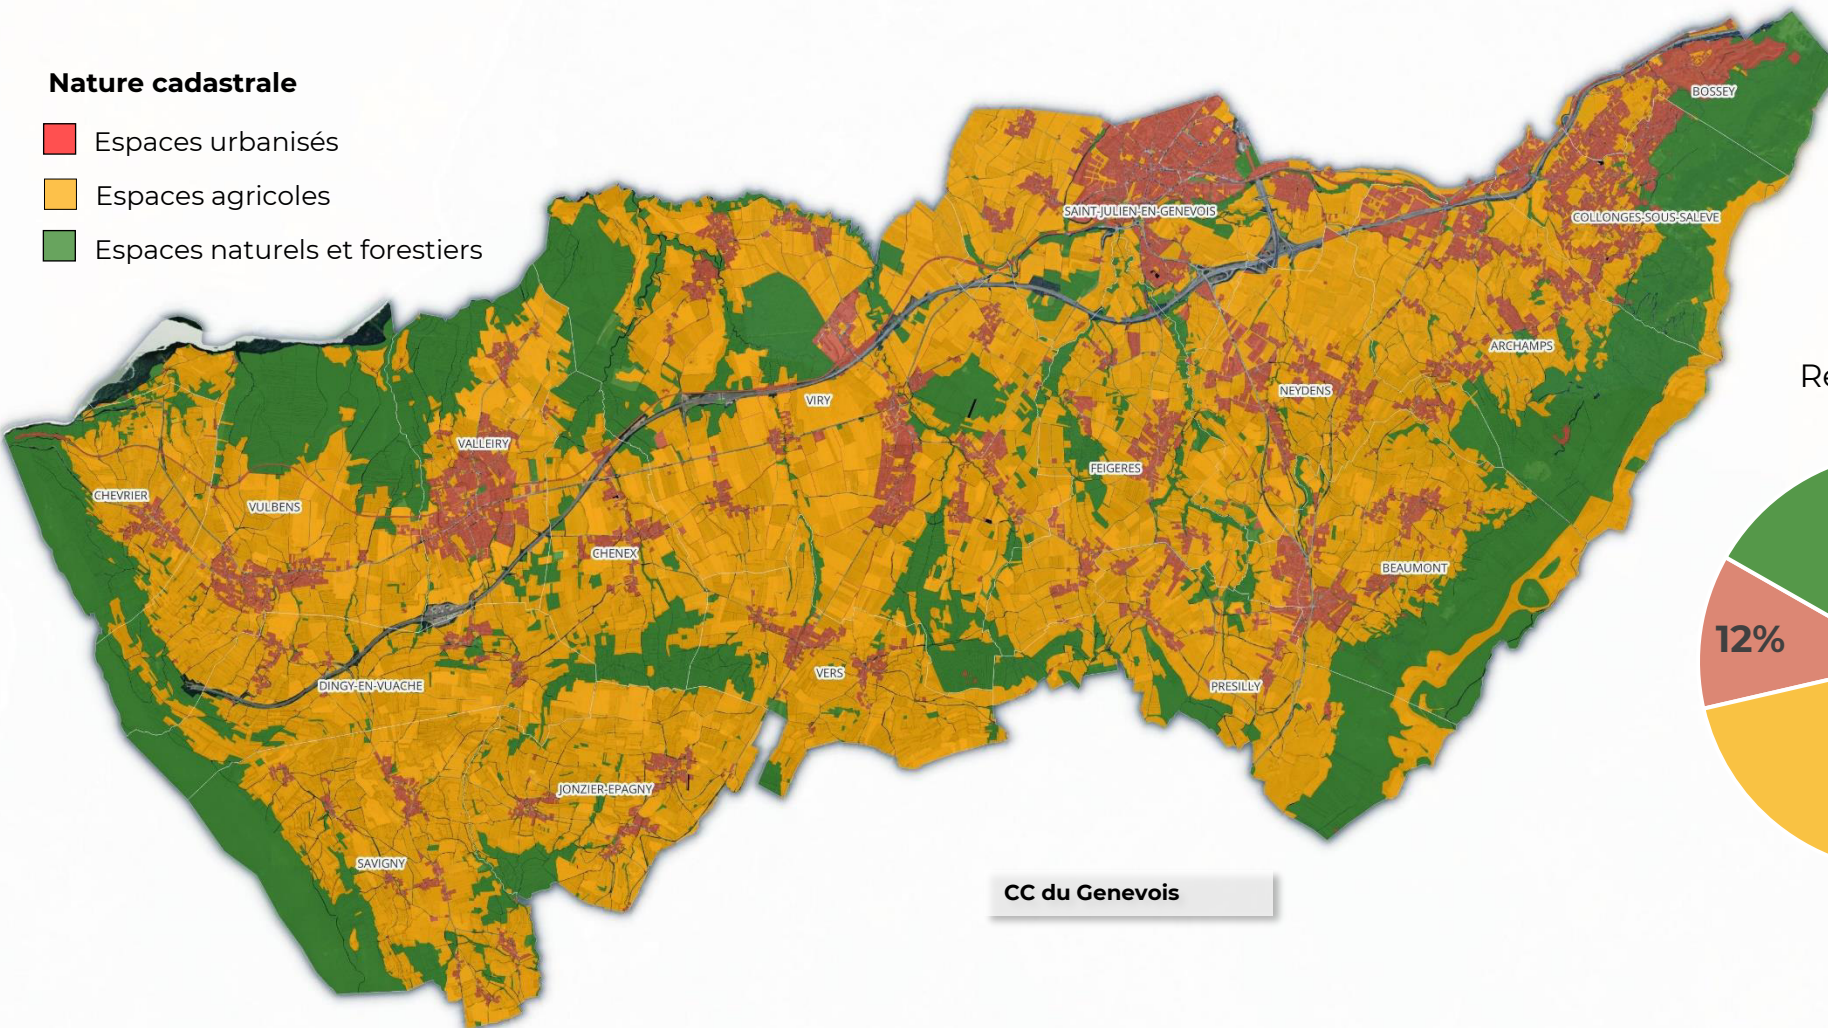 Nature cadastrale
Espaces urbanisés
Espaces agricoles
Espaces naturels et forestiers
BOSSEY
SAINT-JULIEN-EN-GENEVOIS
COLLONGES-SOUS-SALEVE
ARCHAMPS
Re
NEYDENS
VIRY
VALLEIRY
FEIGERES
CHEVRIER
VULBENS
CHENEX
BEAUMONT
12%
VERS
DINGY-EN-VUACHE
PRESILLY
JONZIER-EPAGNY
SAVIGNY
CC du Genevois